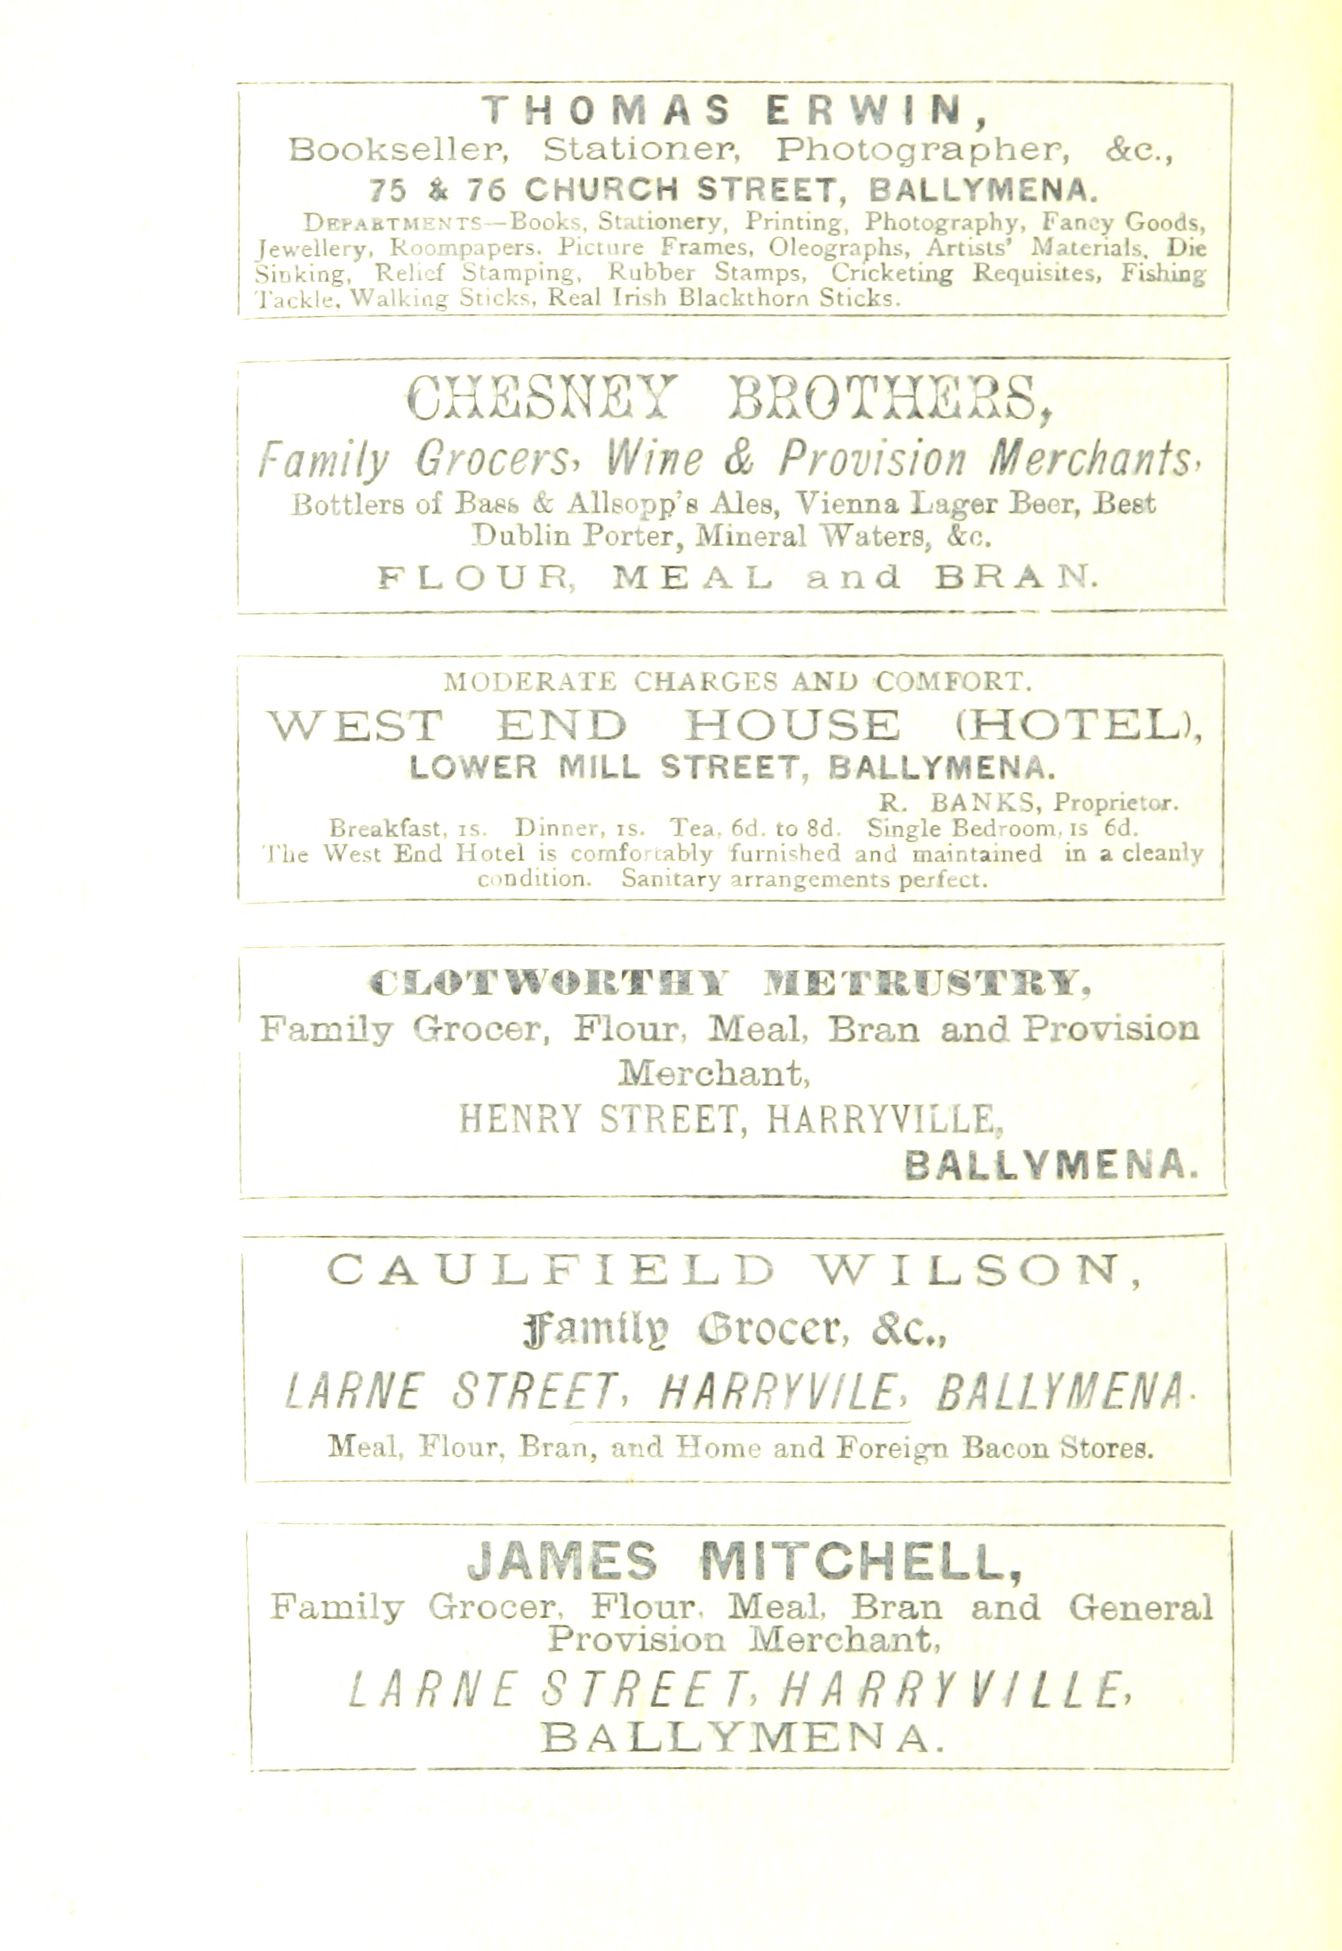 THOMAS ERWIN,
Bookseller, Stationer, Photographer, &c.,
75 & 76 CHURCH STREET, BALLYMENA.
DEPARTMENTS—Books, Stationery, Printing, Photography, Fancy Goods,
Jewellery, Roompapers, Picture Frames, Oleographs, Artists' Materials, Die
Sinking, Relief Stamping, Rubber Stamps, Cricketing Requisites, Fishing
Tackle, Walking Sticks, Real Irish Blackthorn Sticks.
CHESNEY BROTHERS,
Family Grocers, Wine & Provision Merchants,
Bottlers of Bass & Allsopp's Ales, Vienna Lager Beer, Best
Dublin Porter, Mineral Waters, &c.
FLOUR, MEAL and BRAN.
MODERATE CHARGES AND COMFORT.
WEST END HOUSE (HOTEL),
LOWER MILL STREET, BALLYMENA.
R. BANKS, Proprietor.
Breakfast, 1s. Dinner, 1s. Tea, 6d. to 8d. Single Bedroom, 1s 6d.
The West End Hotel is comfortably furnished and maintained in a cleanly
condition. Sanitary arrangements perfect.
CLOTWORTHY METRUSTRY,
Family Grocer, Flour, Meal, Bran and Provision
Merchant,
HENRY STREET, HARRYVILLE,
BALLYMENA.
CAULFIELD WILSON,
Family Grocer, &c.,
LARNE STREET, HARRYVILE, BALLYMENA.
Meal, Flour, Bran, and Home and Foreign Bacon Stores.
JAMES MITCHELL,
Family Grocer, Flour, Meal, Bran and General
Provision Merchant,
LARNE STREET, HARRYVILLE,
BALLYMENA.